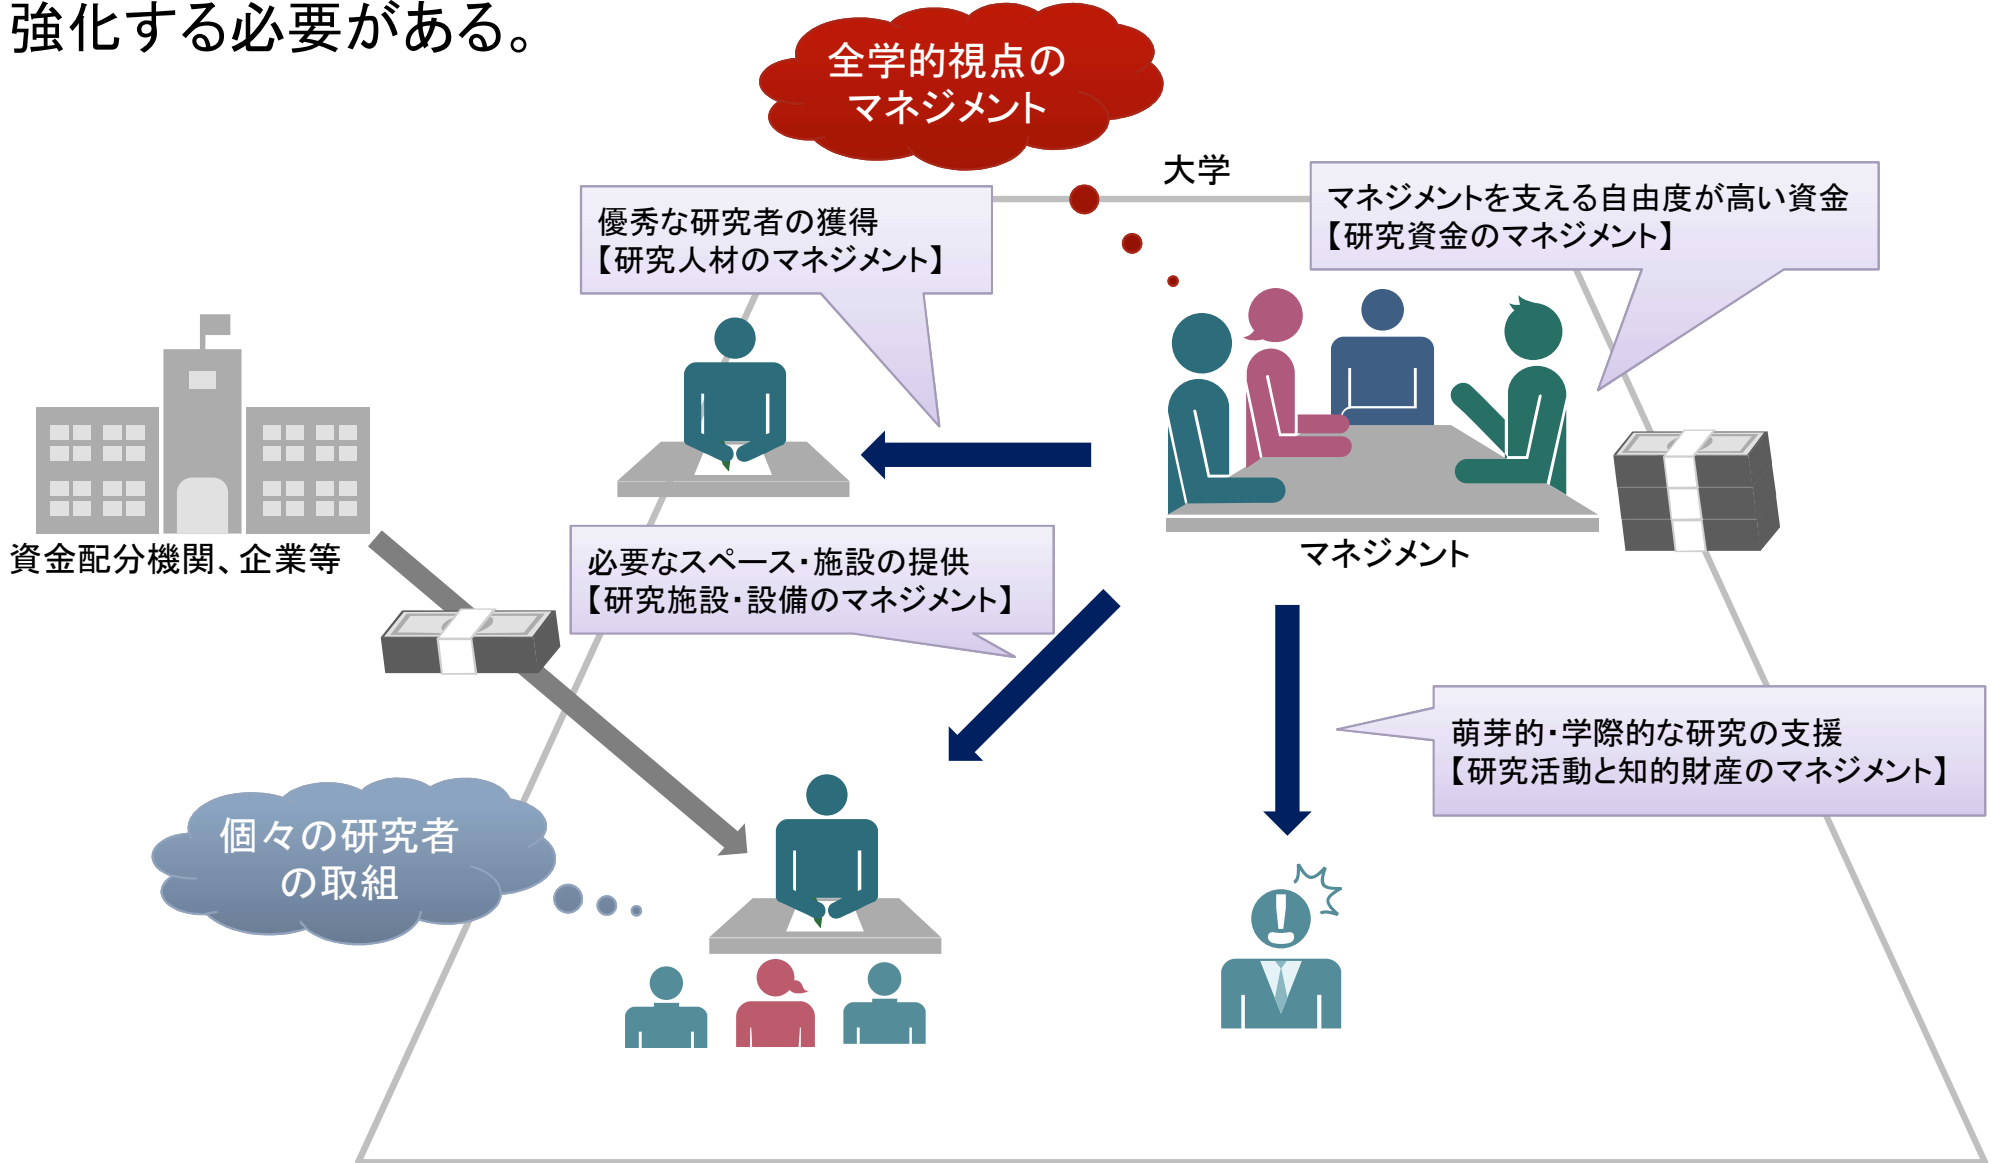 強化する必要がある。
全学的視点の
マネジメント
大学
優秀な研究者の獲得
【研究人材のマネジメント】
マネジメントを支える自由度が高い資金
【研究資金のマネジメント】
資金配分機関、企業等
必要なスペース・施設の提供
【研究施設・設備のマネジメント】
マネジメント
萌芽的・学際的な研究の支援
【研究活動と知的財産のマネジメント】
個々の研究者
の取組